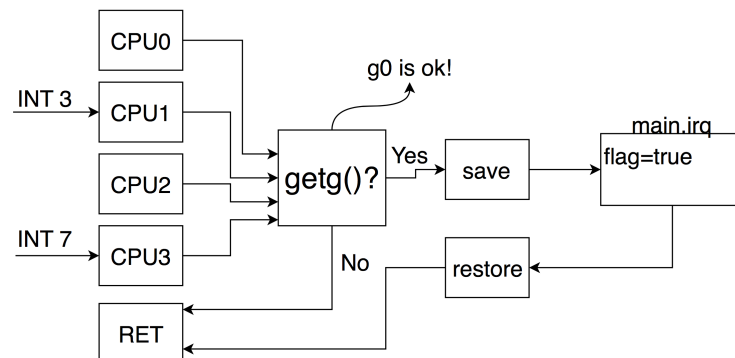 CPU0
g0 is ok!
INT 3
CPU1
main.irq
flag=true
getg()?
Yes
save
CPU2
INT 7
CPU3
No
restore
RET